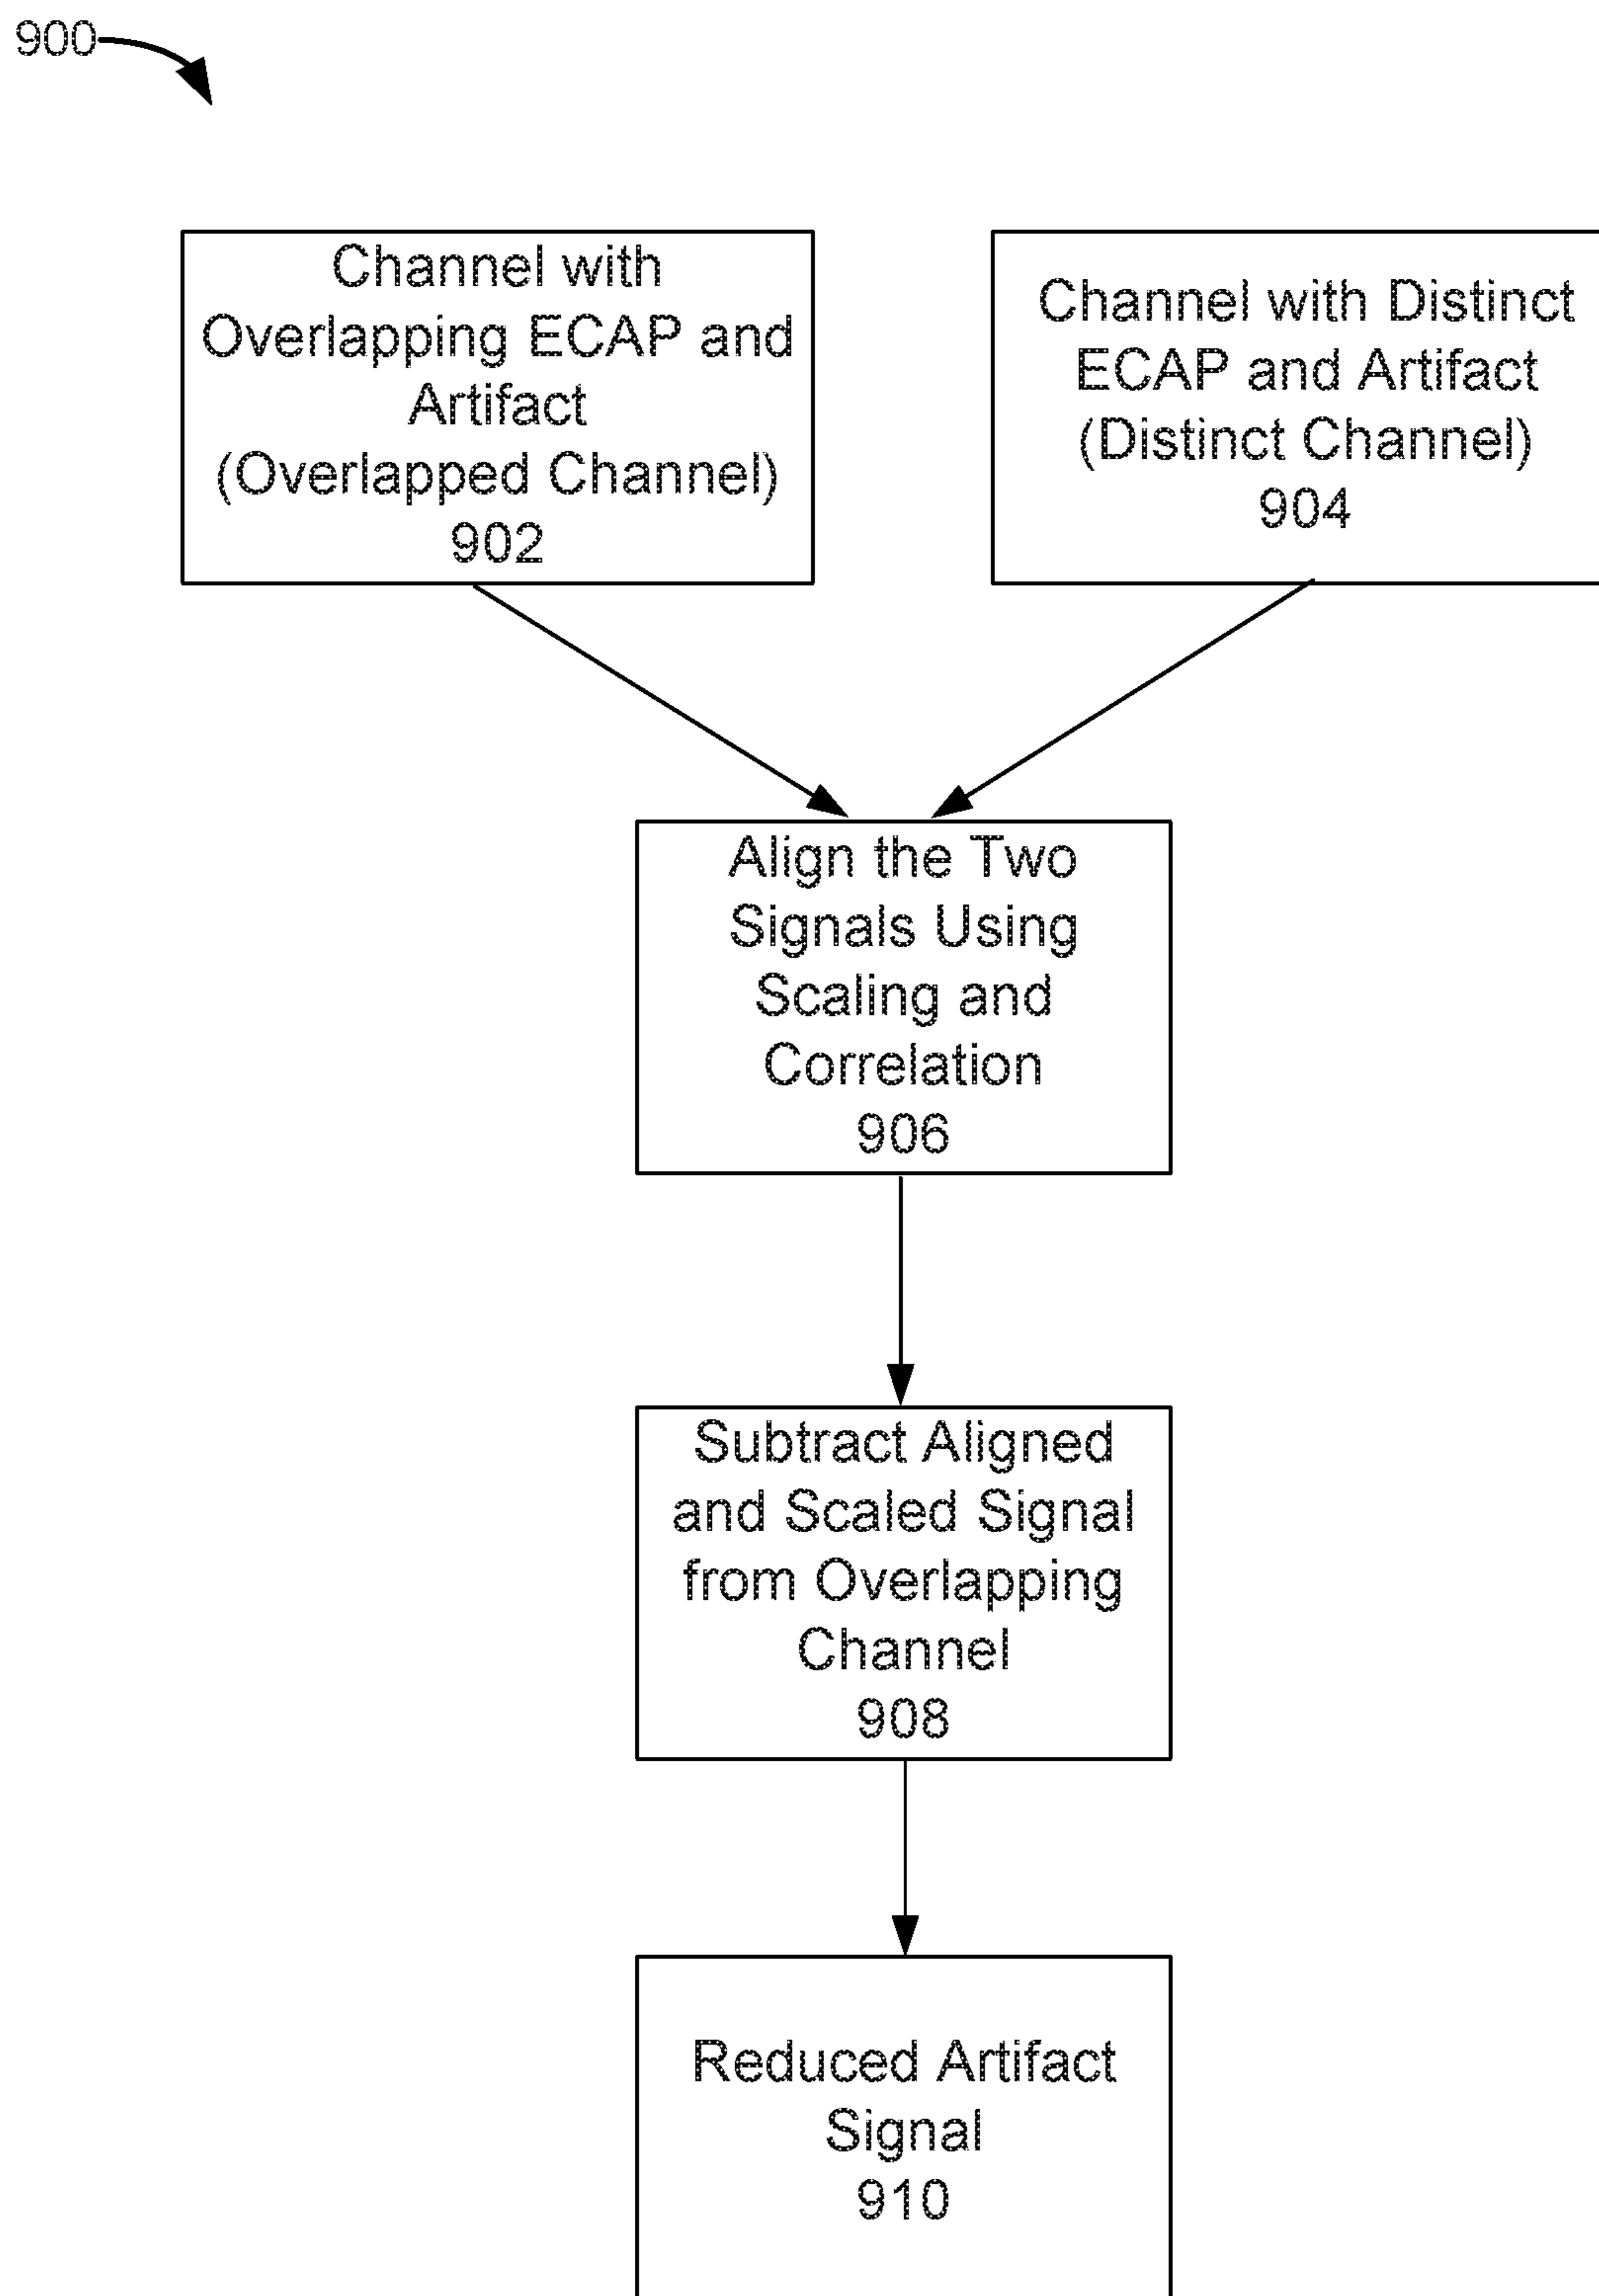 900
Channel with
Overlapping ECAP and
Artifact
(Overlapped Channel)
902
Channel with Distinct
ECAP and Artifact
(Distinct Channel)
904
Align the Two
Signals Using
Scaling and
Correlation
906
Subtract Aligned
and Scaled Signal
from Overlapping
Channel
908
Reduced Artifact
Signal
910